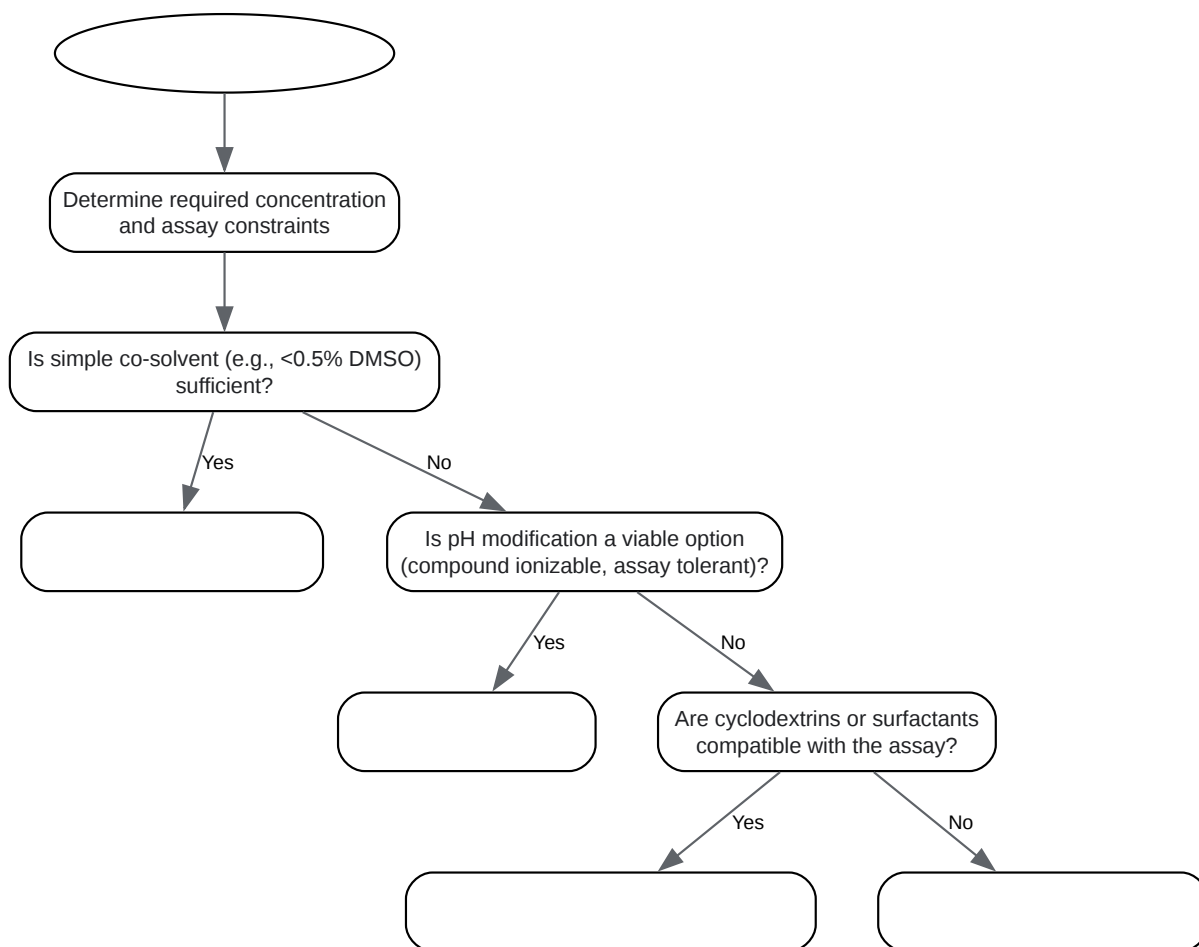 Determine required concentration
and assay constraints
Is simple co-solvent (e.g., <0.5% DMSO)
sufficient?
Yes
No
Is pH modification a viable option
(compound ionizable, assay tolerant)?
Yes
No
Are cyclodextrins or surfactants
compatible with the assay?
Yes
No